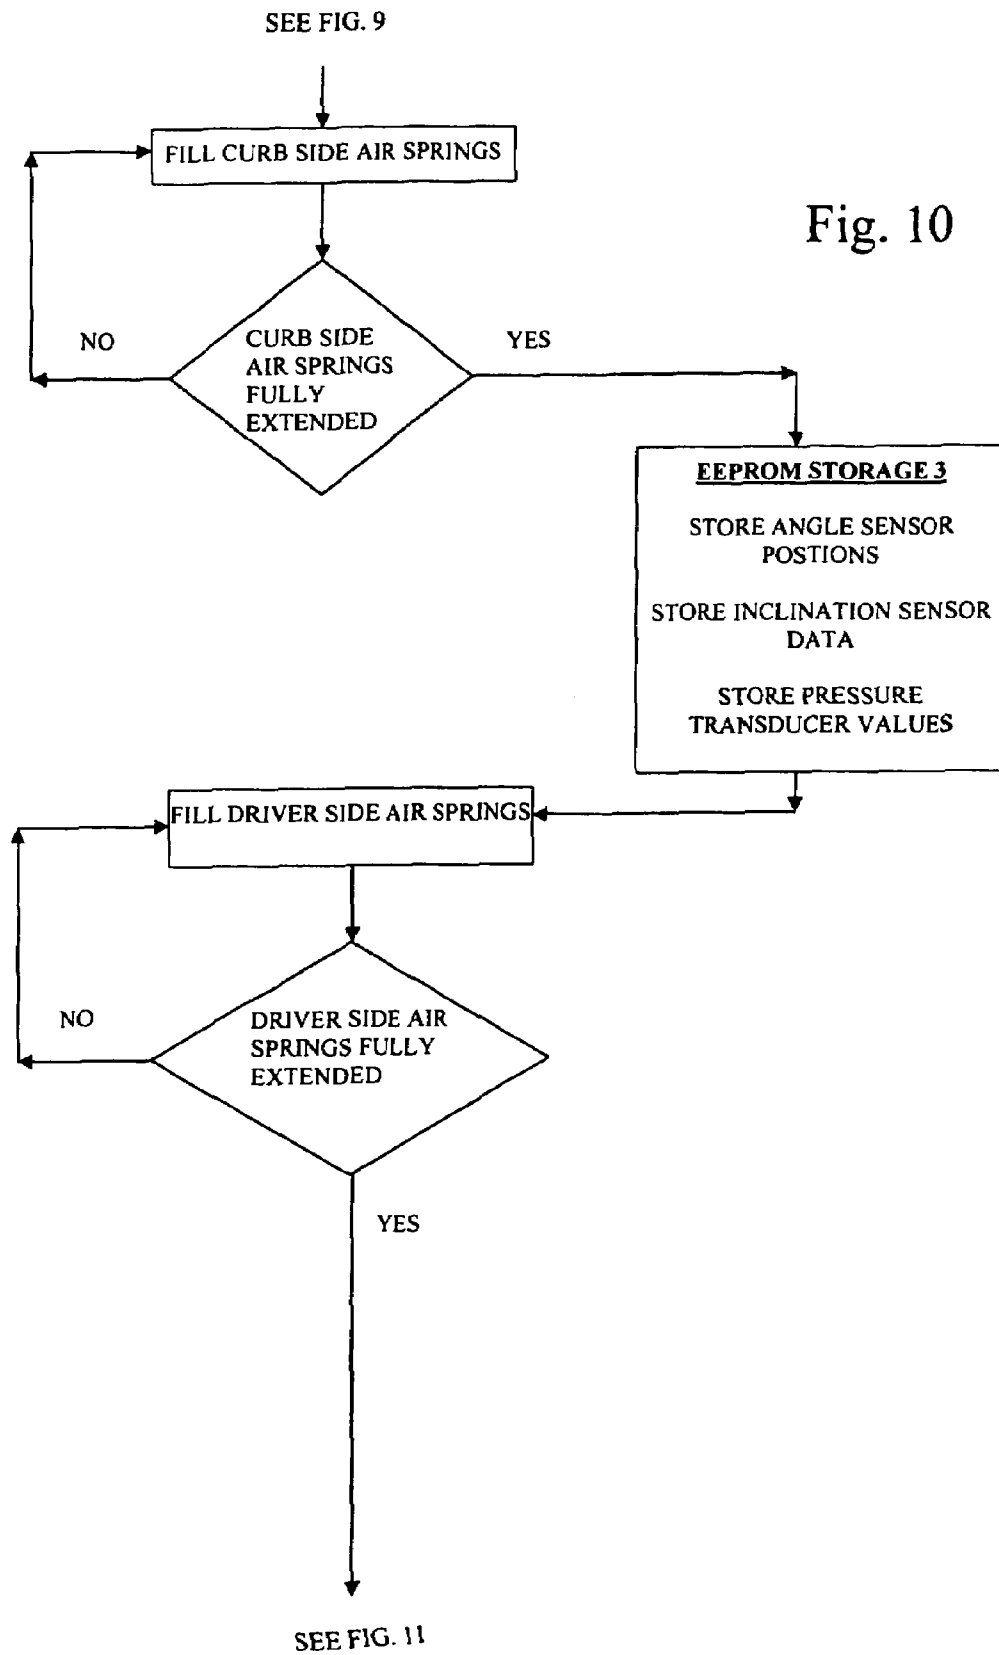 SEE FIG. 9
FILL CURB SIDE AIR SPRINGS
Fig. 10
NO
CURB SIDE
AIR SPRINGS
FULLY
EXTENDED
YES
EEPROM STORAGE 3
STORE ANGLE SENSOR
POSTIONS
STORE INCLINATION SENSOR
DATA
STORE PRESSURE
TRANSDUCER VALUES
FILL DRIVER SIDE AIR SPRINGS
NO
DRIVER SIDE AIR
SPRINGS FULLY
EXTENDED
YES
SEE FIG. 11